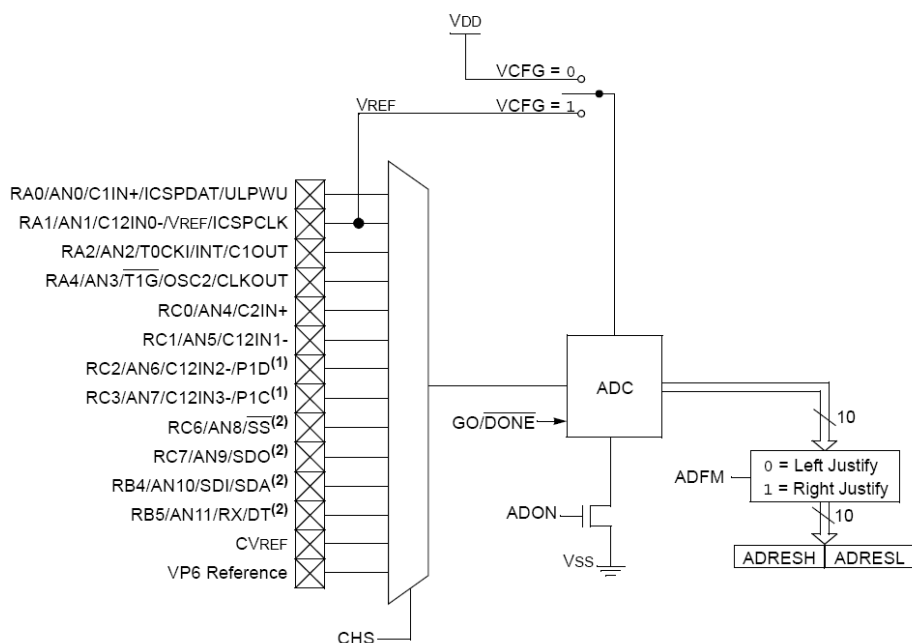 VDD
VCFG = 0
VREF
VCFG = 1
RA0/AN0/C1IN+/ICSPDAT/ULPWU
RA1/AN1/C12IN0-/VREF/ICSPCLK
RA2/AN2/T0CKI/INT/C1OUT
RA4/AN3/T1G/OSC2/CLKOUT
RC0/AN4/C2IN+
RC1/AN5/C12IN1-
RC2/AN6/C12IN2-/P1D(1)
RC3/AN7/C12IN3-/P1C(1)
RC6/AN8/SS(2)
RC7/AN9/SDO(2)
RB4/AN10/SDI/SDA(2)
RB5/AN11/RX/DT(2)
CVREF
VP6 Reference
CHS
ADC
GO/DONE
ADON
VSS
10
ADFM
0 = Left Justify
1 = Right Justify
10
ADRESH ADRESL